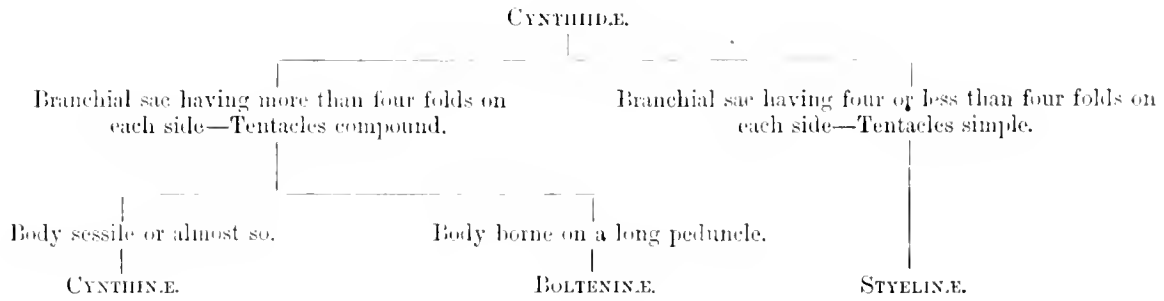 CYNTHIIDÆ.
Branchial sac having more than four folds on
each side—Tentacles compound.
Branchial sac having four or less than four folds on
each side—Tentacles simple.
Body sessile or almost so.
Body borne on a long peduncle.
CYNTHINÆ.
BOLTENINÆ.
STYELINÆ.